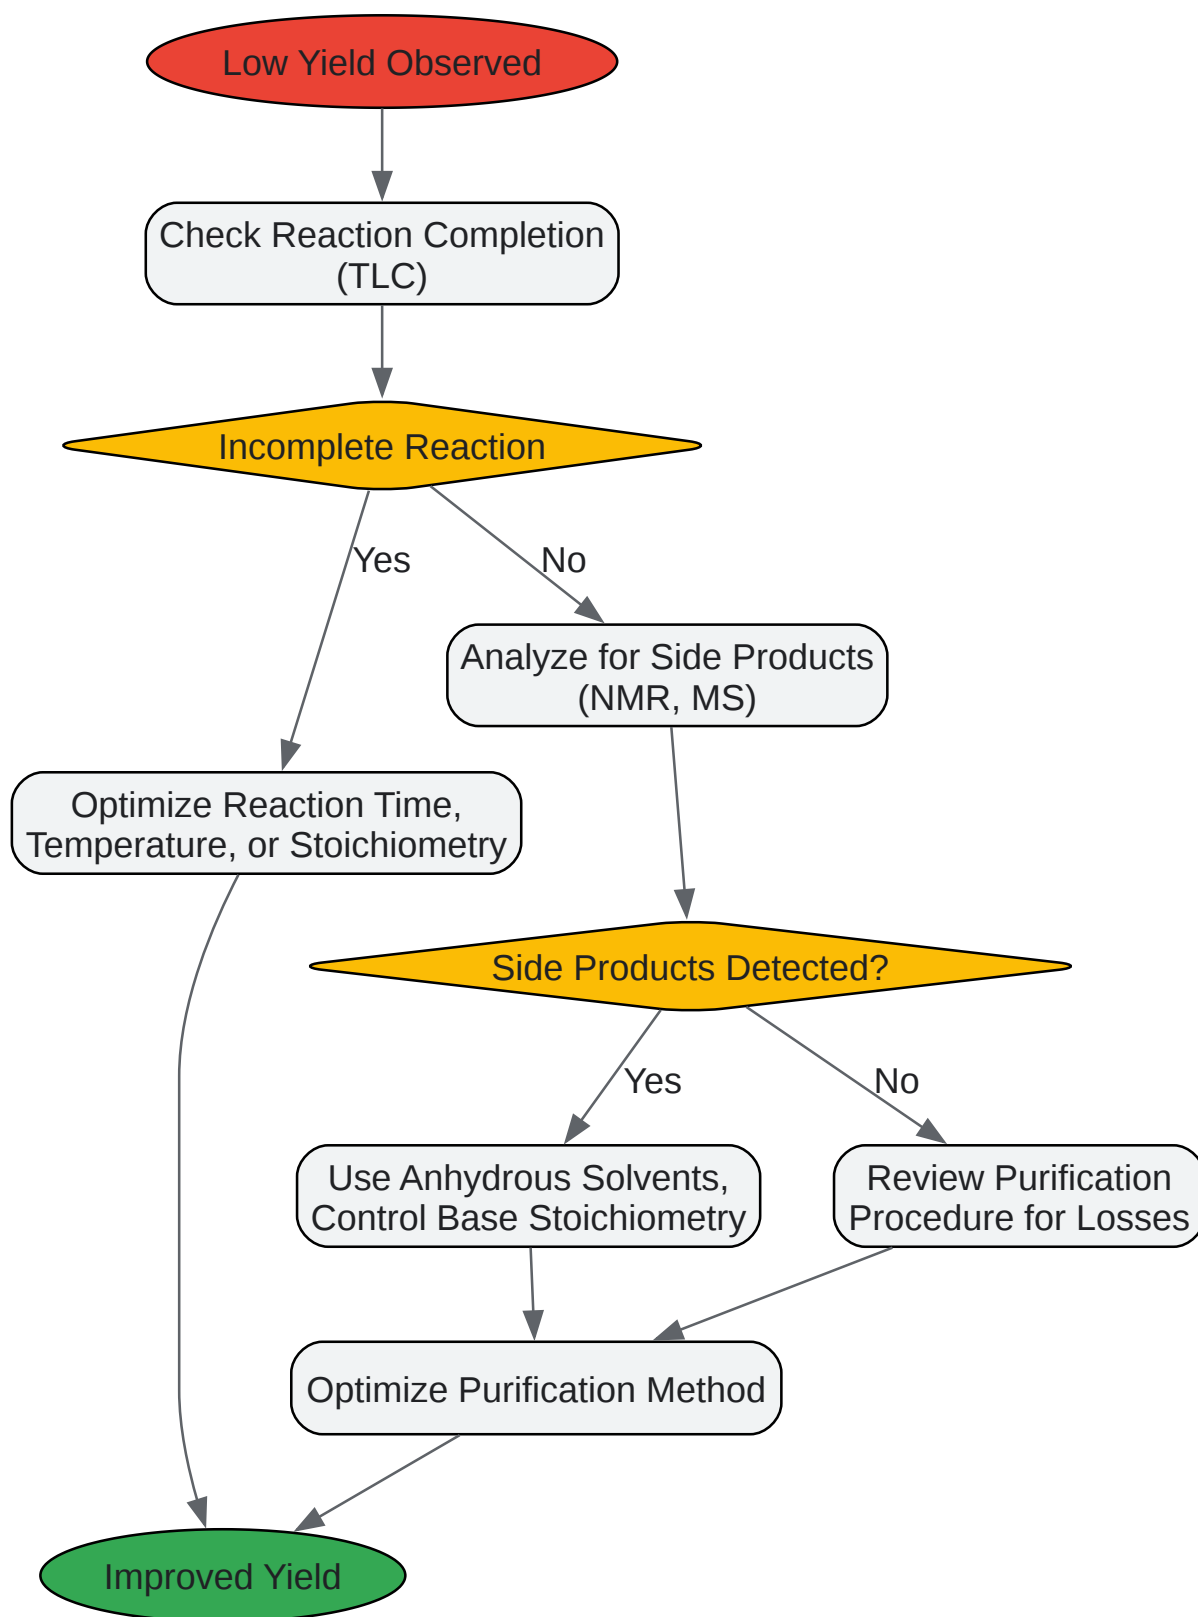 Low Yield Observed
Check Reaction Completion
(TLC)
Incomplete Reaction
Yes
No
Analyze for Side Products
(NMR, MS)
Optimize Reaction Time,
Temperature, or Stoichiometry
Side Products Detected?
Yes
No
Use Anhydrous Solvents,
Control Base Stoichiometry
Review Purification
Procedure for Losses
Optimize Purification Method
Improved Yield